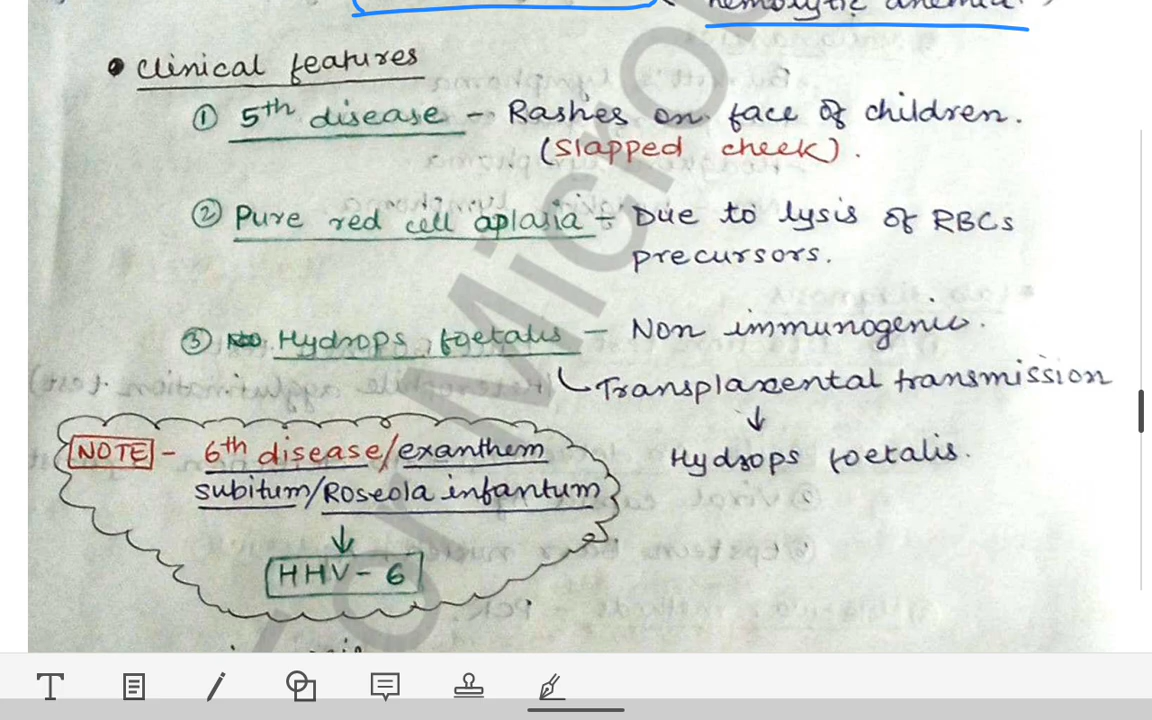 hemolytic anemia.
• Clinical features
① 5th disease - Rashes on face of children.
(Slapped cheek).
② Pure red cell aplasia - Due to lysis of RBCs
precursors.
③ Hydrops foetalis - Non immunogenic.
Transplacental transmission
↓
Hydrops foetalis.
NOTE - 6th disease/exanthem
subitum/Roseola infantum
↓
HHV-6
T